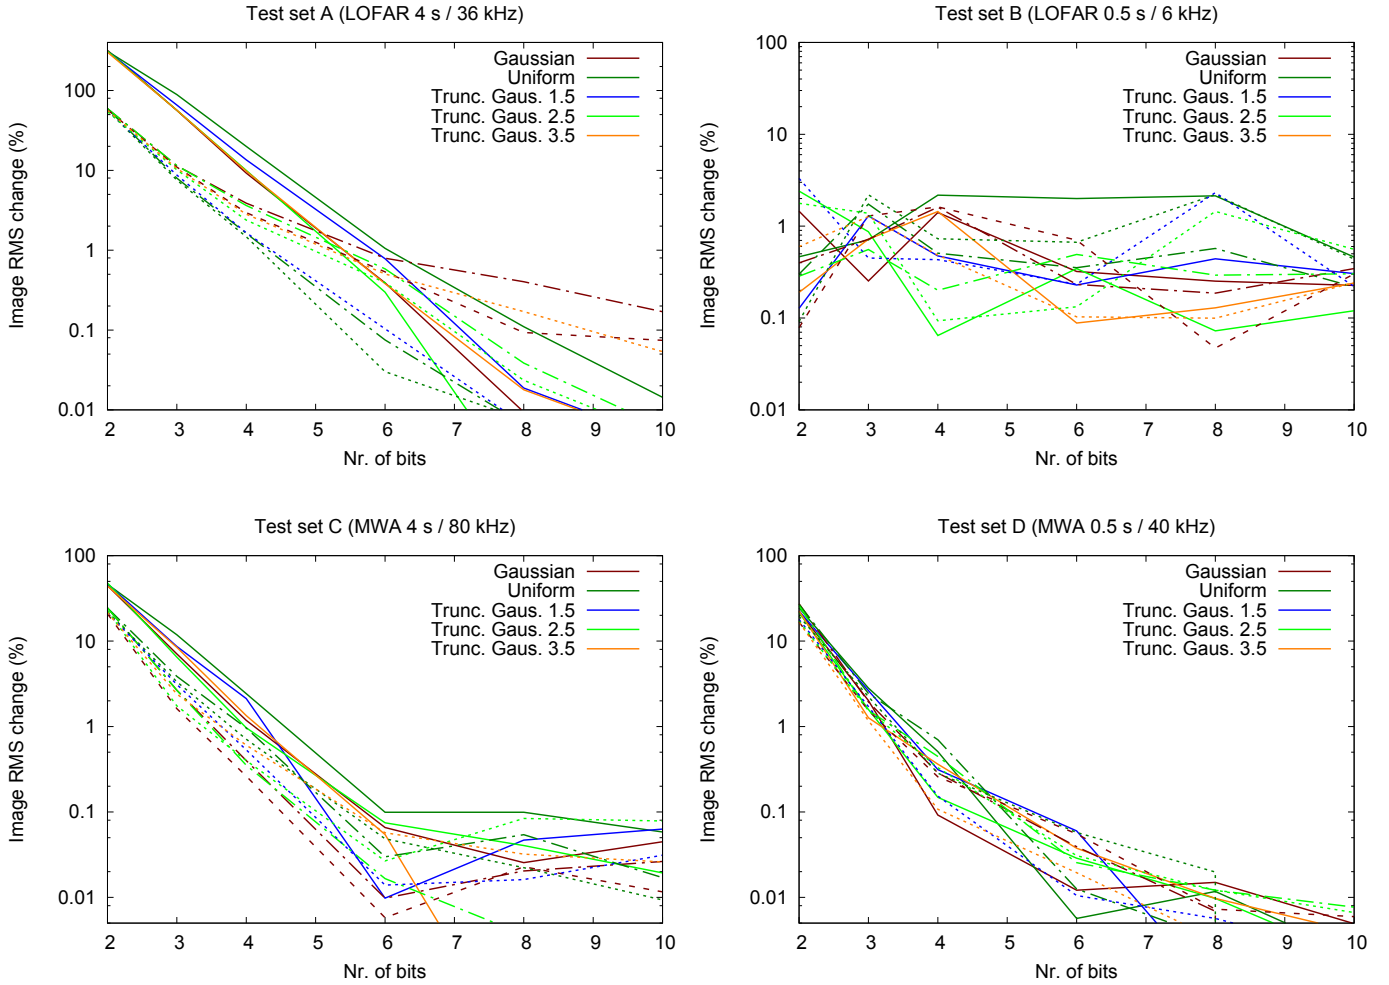 Test set A (LOFAR 4 s / 36 kHz)
Image RMS change (%)
100
10
1
0.1
0.01
Gaussian
Uniform
Trunc. Gaus. 1.5
Trunc. Gaus. 2.5
Trunc. Gaus. 3.5
2 3 4 5 6 7 8 9 10
Nr. of bits
Test set B (LOFAR 0.5 s / 6 kHz)
Image RMS change (%)
100
10
1
0.1
0.01
Gaussian
Uniform
Trunc. Gaus. 1.5
Trunc. Gaus. 2.5
Trunc. Gaus. 3.5
2 3 4 5 6 7 8 9 10
Nr. of bits
Test set C (MWA 4 s / 80 kHz)
Image RMS change (%)
100
10
1
0.1
0.01
Gaussian
Uniform
Trunc. Gaus. 1.5
Trunc. Gaus. 2.5
Trunc. Gaus. 3.5
2 3 4 5 6 7 8 9 10
Nr. of bits
Test set D (MWA 0.5 s / 40 kHz)
Image RMS change (%)
100
10
1
0.1
0.01
Gaussian
Uniform
Trunc. Gaus. 1.5
Trunc. Gaus. 2.5
Trunc. Gaus. 3.5
2 3 4 5 6 7 8 9 10
Nr. of bits